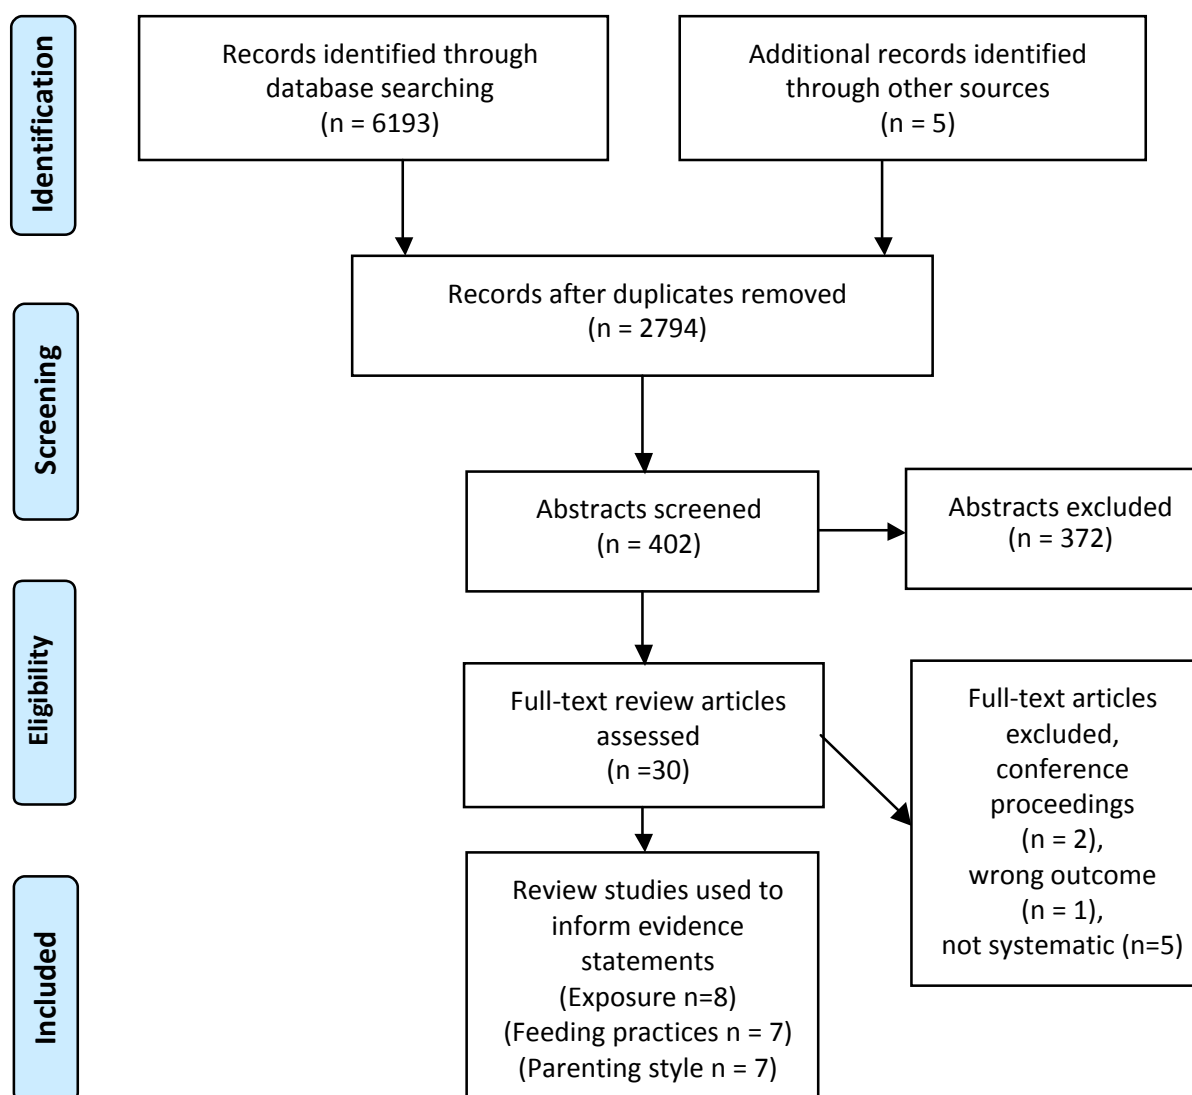 Identification
Records identified through
database searching
(n = 6193)
Additional records identified
through other sources
(n = 5)
Records after duplicates removed
(n = 2794)
Screening
Abstracts screened
(n = 402)
Abstracts excluded
(n = 372)
Eligibility
Full-text review articles
assessed
(n =30)
Full-text articles
excluded,
conference
proceedings
(n = 2),
wrong outcome
(n = 1),
not systematic (n=5)
Included
Review studies used to
inform evidence
statements
(Exposure n=8)
(Feeding practices n = 7)
(Parenting style n = 7)